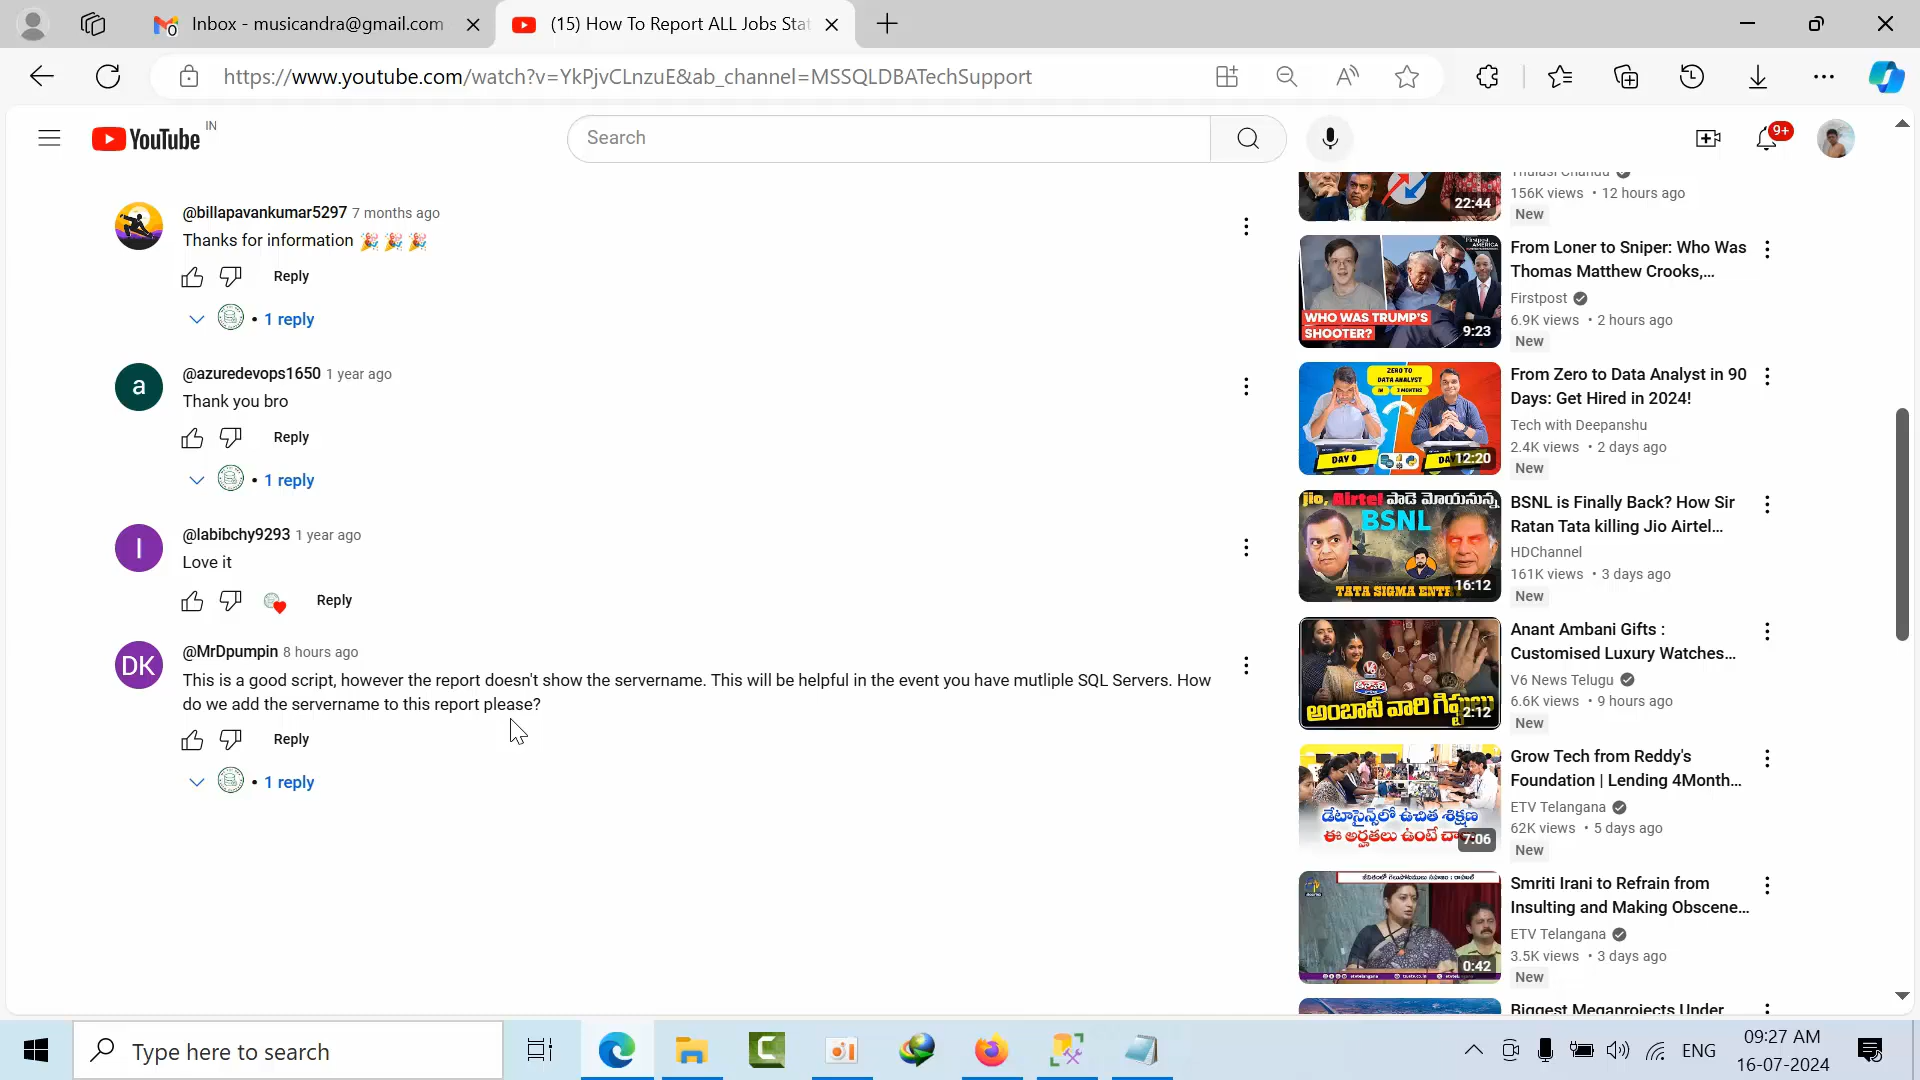 Inbox - musicandra@gmail.com
(15) How To Report ALL Jobs Stat
https://www.youtube.com/watch?v=YkPjvCLnzuE&ab_channel=MSSQLDBATechSupport
YouTube IN
Search
9+
@billapavankumar5297 7 months ago
Thanks for information 🎉 🎉 🎉
Reply
• 1 reply
@azuredevops1650 1 year ago
a
Thank you bro
Reply
• 1 reply
@labibchy9293 1 year ago
l
Love it
Reply
@MrDpumpin 8 hours ago
DK
This is a good script, however the report doesn't show the servername. This will be helpful in the event you have mutliple SQL Servers. How
do we add the servername to this report please?
Reply
• 1 reply
22:44
Thulasi Chandu
156K views • 12 hours ago
New
WHO WAS TRUMP'S
SHOOTER?
9:23
From Loner to Sniper: Who Was
Thomas Matthew Crooks,...
Firstpost
6.9K views • 2 hours ago
New
ZERO TO
DATA ANALYST
DAY 0
12:20
From Zero to Data Analyst in 90
Days: Get Hired in 2024!
Tech with Deepanshu
2.4K views • 2 days ago
New
jio, Airtel పాడె మోయనున్న
BSNL
TATA SIGMA ENTRY
16:12
BSNL is Finally Back? How Sir
Ratan Tata killing Jio Airtel...
HDChannel
161K views • 3 days ago
New
అంబానీ వారి గిఫ్టులు
2:12
Anant Ambani Gifts :
Customised Luxury Watches...
V6 News Telugu
6.6K views • 9 hours ago
New
డేటాసైన్స్‌లో ఉచిత శిక్షణ
ఈ అర్హతలు ఉంటే చాలు
7:06
Grow Tech from Reddy's
Foundation | Lending 4Month...
ETV Telangana
62K views • 5 days ago
New
0:42
Smriti Irani to Refrain from
Insulting and Making Obscene...
ETV Telangana
3.5K views • 3 days ago
New
Biggest Megaprojects Under
Type here to search
ENG
09:27 AM
16-07-2024